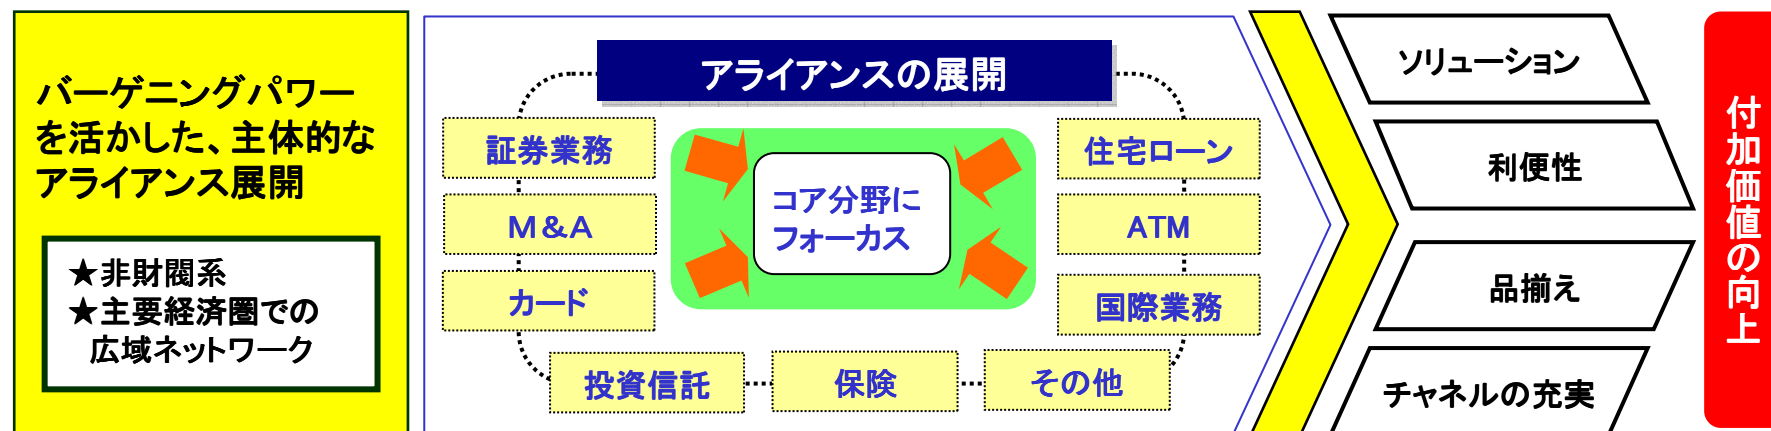 バーゲニングパワー
を活かした、主体的な
アライアンス展開
★非財閥系
★主要経済圏での
広域ネットワーク
アライアンスの展開
証券業務
M&A
カード
投資信託
保険
その他
住宅ローン
ATM
国際業務
コア分野に
フォーカス
ソリューション
利便性
品揃え
チャネルの充実
付加価値の向上